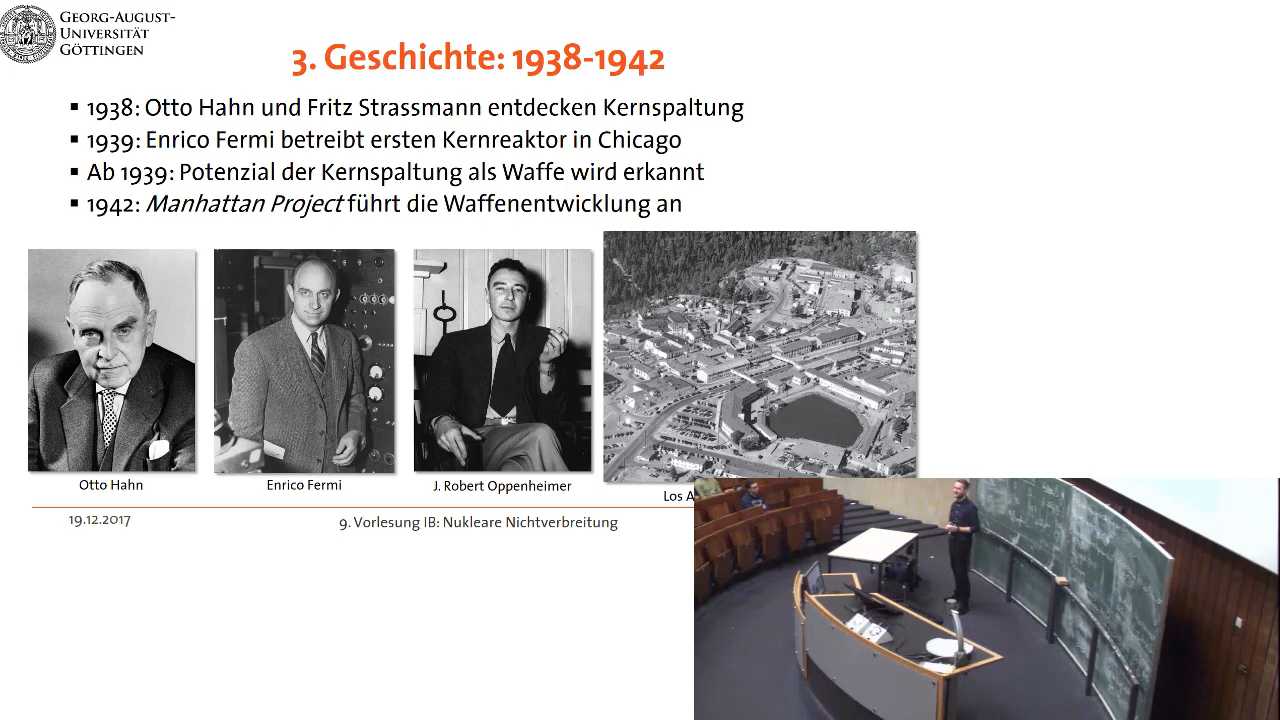 GEORG-AUGUST-
UNIVERSITÄT
GÖTTINGEN
3. Geschichte: 1938-1942
▪ 1938: Otto Hahn und Fritz Strassmann entdecken Kernspaltung
▪ 1939: Enrico Fermi betreibt ersten Kernreaktor in Chicago
▪ Ab 1939: Potenzial der Kernspaltung als Waffe wird erkannt
▪ 1942: Manhattan Project führt die Waffenentwicklung an
Otto Hahn
Enrico Fermi
J. Robert Oppenheimer
Los A
19.12.2017
9. Vorlesung IB: Nukleare Nichtverbreitung